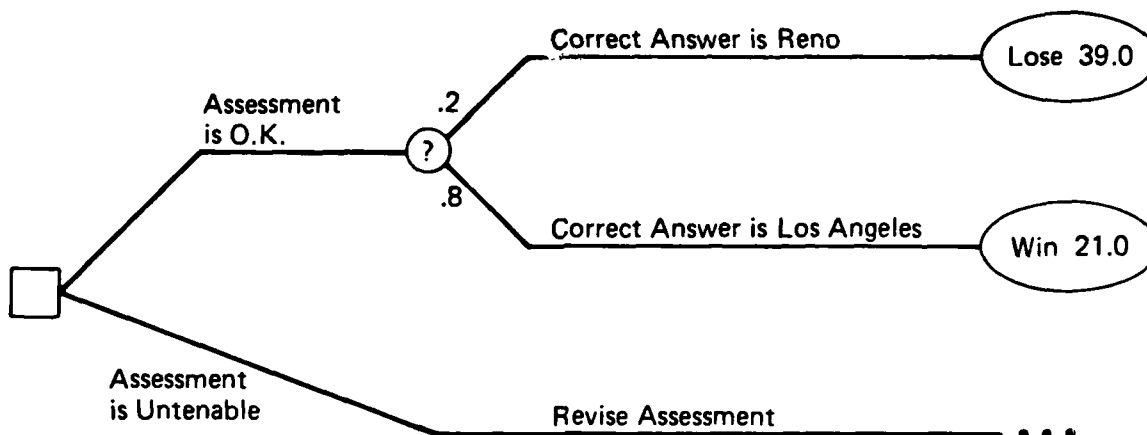 Correct Answer is Reno
Lose 39.0
.2
Assessment
is O.K.
?
.8
Correct Answer is Los Angeles
Win 21.0
Assessment
is Untenable
Revise Assessment
...